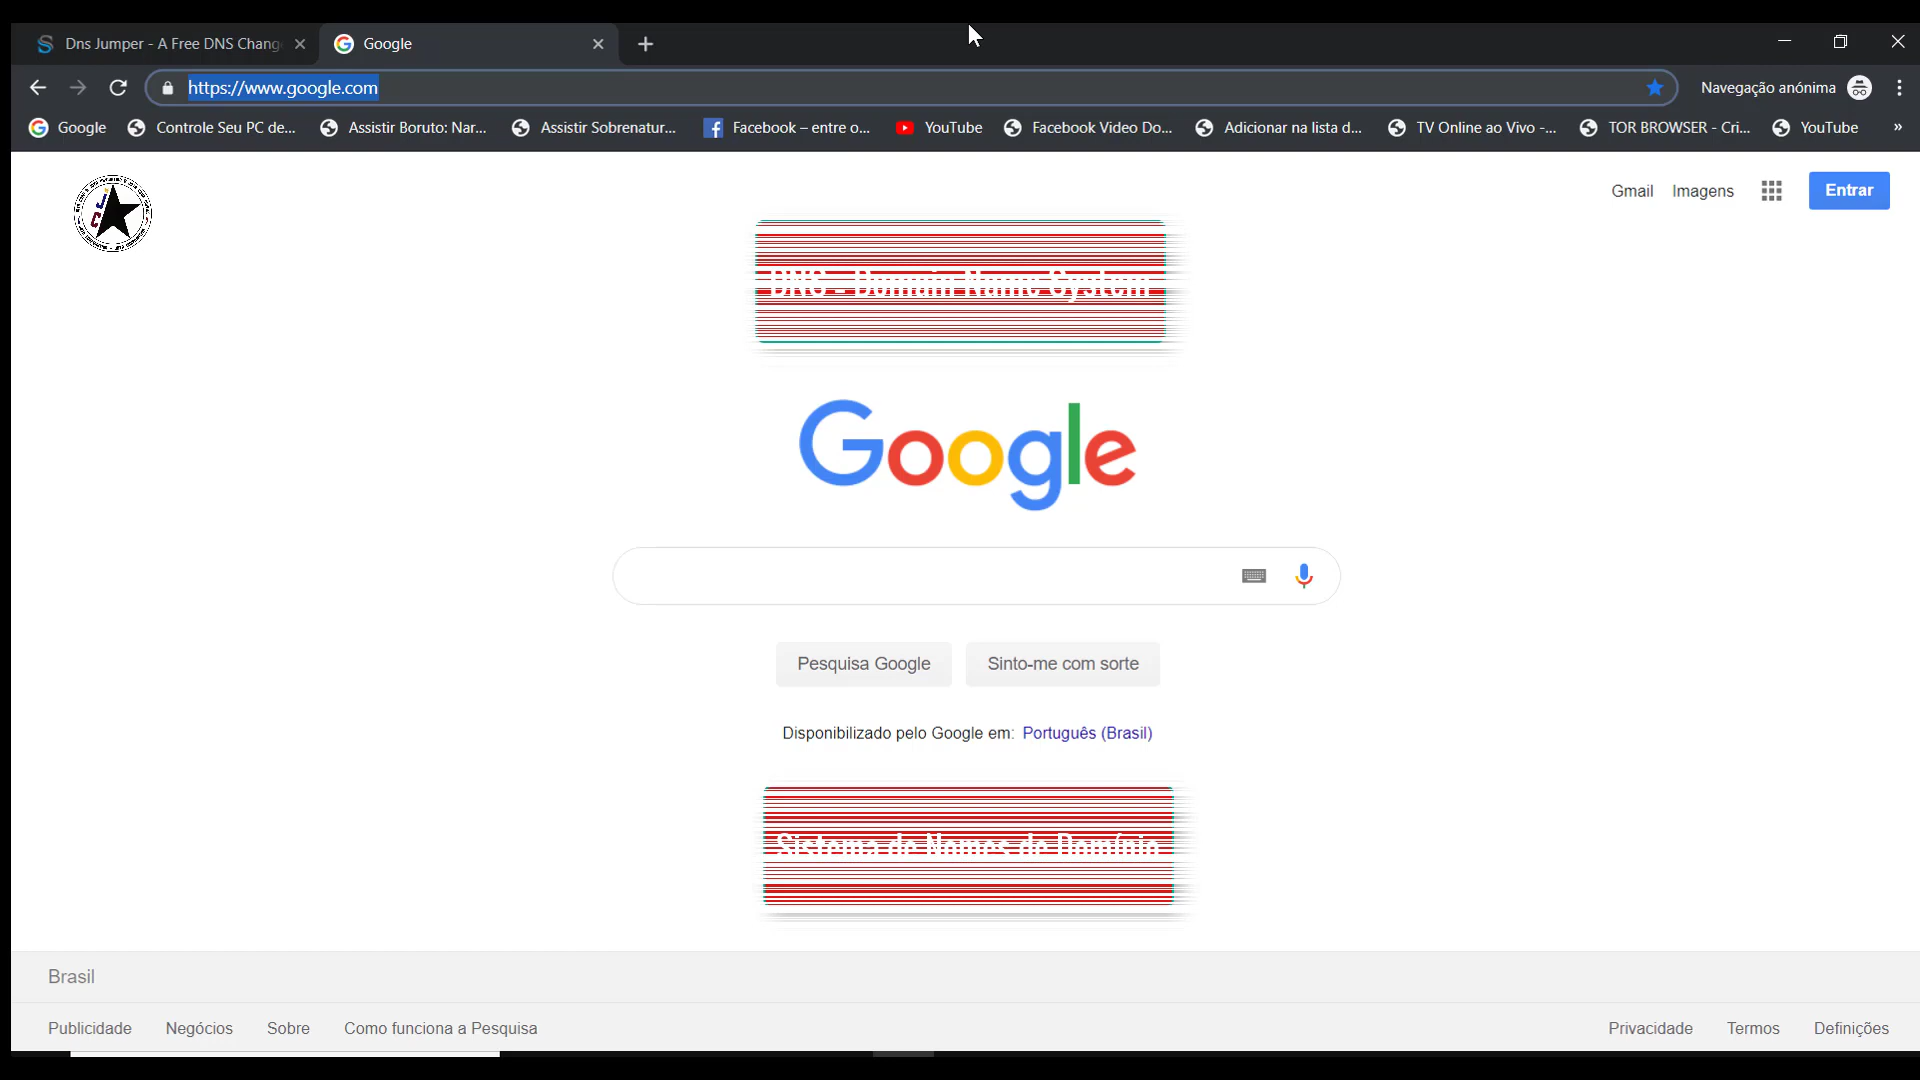 Dns Jumper - A Free DNS Chang
Google
https://www.google.com
Navegação anónima
Google
Controle Seu PC de...
Assistir Boruto: Nar...
Assistir Sobrenatur...
Facebook – entre o...
YouTube
Facebook Video Do...
Adicionar na lista d...
TV Online ao Vivo -...
TOR BROWSER - Cri...
YouTube
»
Gmail
Imagens
Entrar
DNS - Domain Name System
Google
Pesquisa Google
Sinto-me com sorte
Disponibilizado pelo Google em: Português (Brasil)
Sistema de Nomes de Domínio
Brasil
Publicidade
Negócios
Sobre
Como funciona a Pesquisa
Privacidade
Termos
Definições